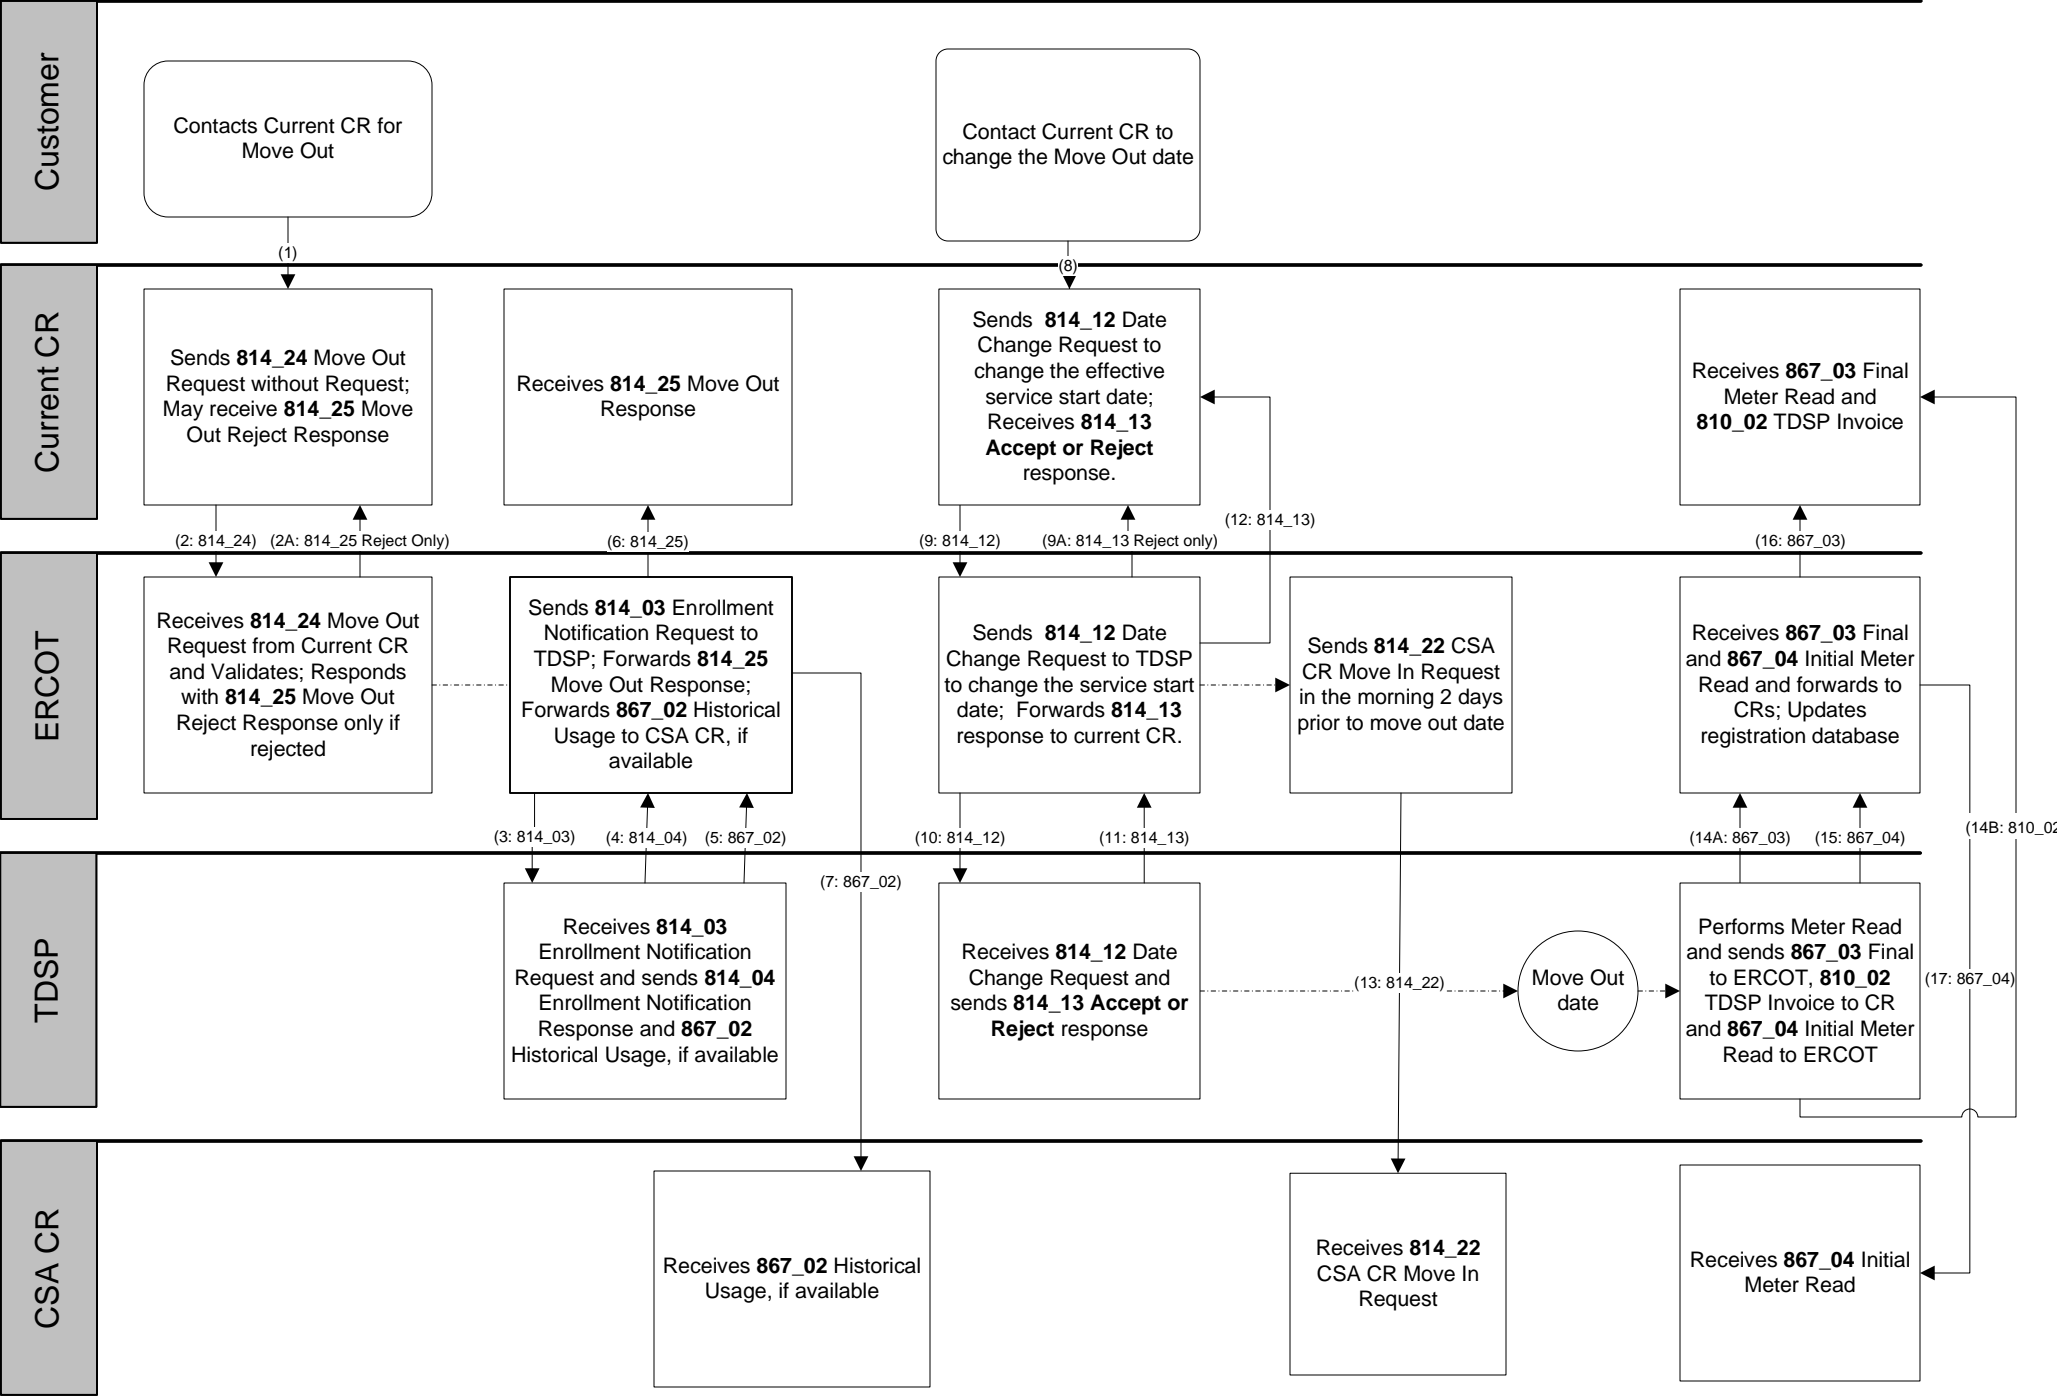 Customer
Contacts Current CR for
Move Out
Contact Current CR to
change the Move Out date
(1)
(8)
Current CR
Sends 814_24 Move Out
Request without Request;
May receive 814_25 Move
Out Reject Response
Receives 814_25 Move Out
Response
Sends 814_12 Date
Change Request to
change the effective
service start date;
Receives 814_13
Accept or Reject
response.
Receives 867_03 Final
Meter Read and
810_02 TDSP Invoice
(2: 814_24)
(2A: 814_25 Reject Only)
(6: 814_25)
(9: 814_12)
(9A: 814_13 Reject only)
(12: 814_13)
(16: 867_03)
ERCOT
Receives 814_24 Move Out
Request from Current CR
and Validates; Responds
with 814_25 Move Out
Reject Response only if
rejected
Sends 814_03 Enrollment
Notification Request to
TDSP; Forwards 814_25
Move Out Response;
Forwards 867_02 Historical
Usage to CSA CR, if
available
Sends 814_12 Date
Change Request to TDSP
to change the service start
date; Forwards 814_13
response to current CR.
Sends 814_22 CSA
CR Move In Request
in the morning 2 days
prior to move out date
Receives 867_03 Final
and 867_04 Initial Meter
Read and forwards to
CRs; Updates
registration database
(3: 814_03)
(4: 814_04)
(5: 867_02)
(10: 814_12)
(11: 814_13)
(14A: 867_03)
(15: 867_04)
(14B: 810_02
TDSP
(7: 867_02)
Receives 814_03
Enrollment Notification
Request and sends 814_04
Enrollment Notification
Response and 867_02
Historical Usage, if available
Receives 814_12 Date
Change Request and
sends 814_13 Accept or
Reject response
(13: 814_22)
Move Out
date
Performs Meter Read
and sends 867_03 Final
to ERCOT, 810_02
TDSP Invoice to CR
and 867_04 Initial Meter
Read to ERCOT
(17: 867_04)
CSA CR
Receives 867_02 Historical
Usage, if available
Receives 814_22
CSA CR Move In
Request
Receives 867_04 Initial
Meter Read